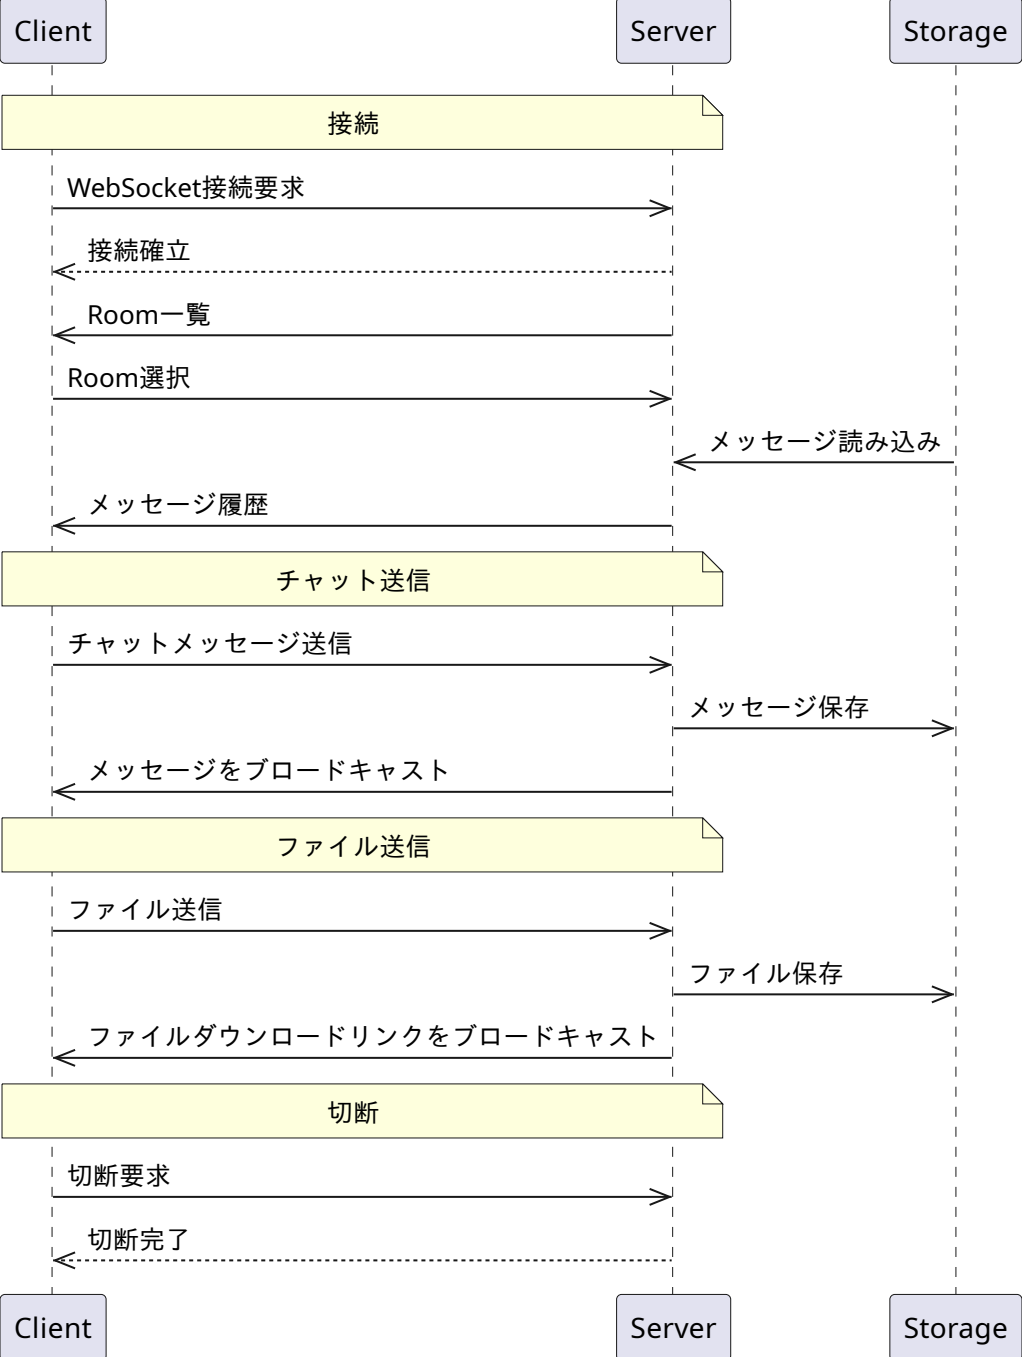 Client
Server
Storage
接続
WebSocket接続要求
接続確立
Room一覧
Room選択
メッセージ読み込み
メッセージ履歴
チャット送信
チャットメッセージ送信
メッセージ保存
メッセージをブロードキャスト
ファイル送信
ファイル送信
ファイル保存
ファイルダウンロードリンクをブロードキャスト
切断
切断要求
切断完了
Client
Server
Storage